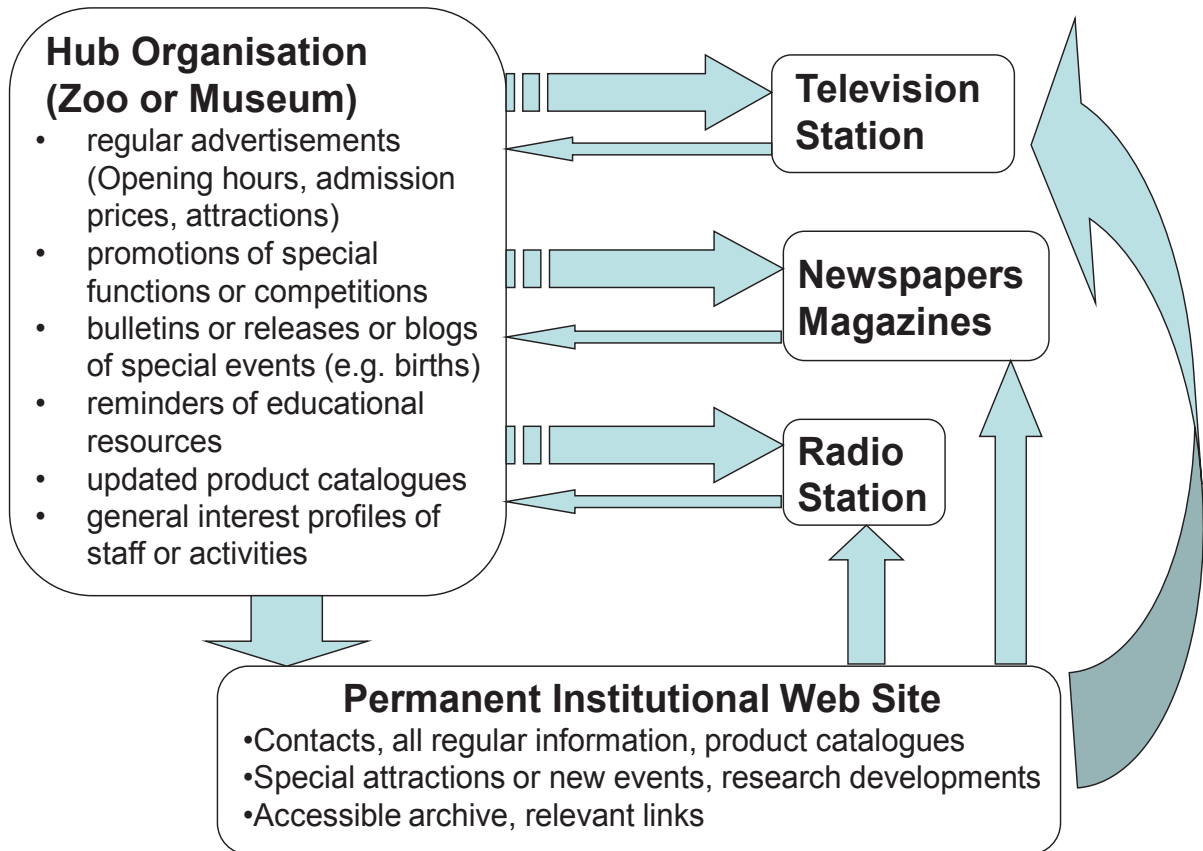 Hub Organisation
(Zoo or Museum)
• regular advertisements
(Opening hours, admission
prices, attractions)
• promotions of special
functions or competitions
• bulletins or releases or blogs
of special events (e.g. births)
• reminders of educational
resources
• updated product catalogues
• general interest profiles of
staff or activities
Television
Station
Newspapers
Magazines
Radio
Station
Permanent Institutional Web Site
•Contacts, all regular information, product catalogues
•Special attractions or new events, research developments
•Accessible archive, relevant links